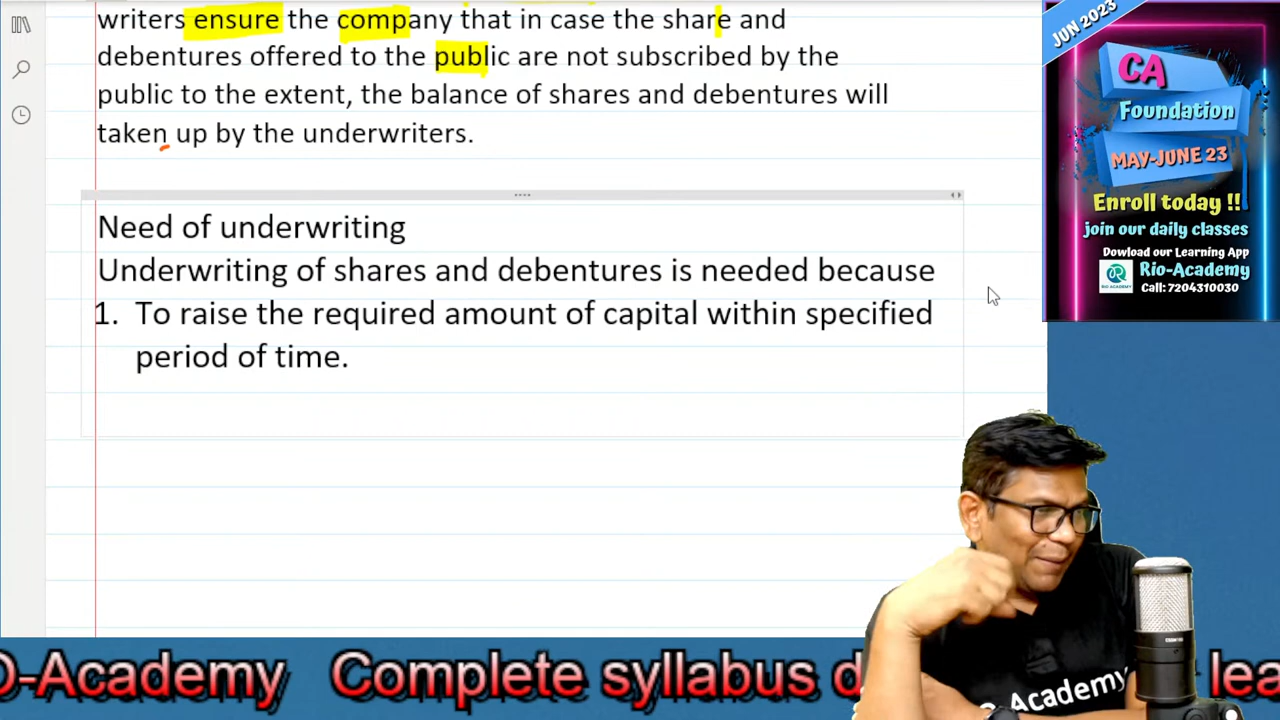 writers ensure the company that in case the share and
debentures offered to the public are not subscribed by the
public to the extent, the balance of shares and debentures will
taken up by the underwriters.
Need of underwriting
Underwriting of shares and debentures is needed because
1. To raise the required amount of capital within specified
period of time.
JUN 2023
CA
Foundation
MAY-JUNE 23
Enroll today !!
join our daily classes
Dowload our Learning App
RIO ACADEMY
Rio-Academy
Call: 7204310030
Academy
O-Academy Complete syllabus d lea